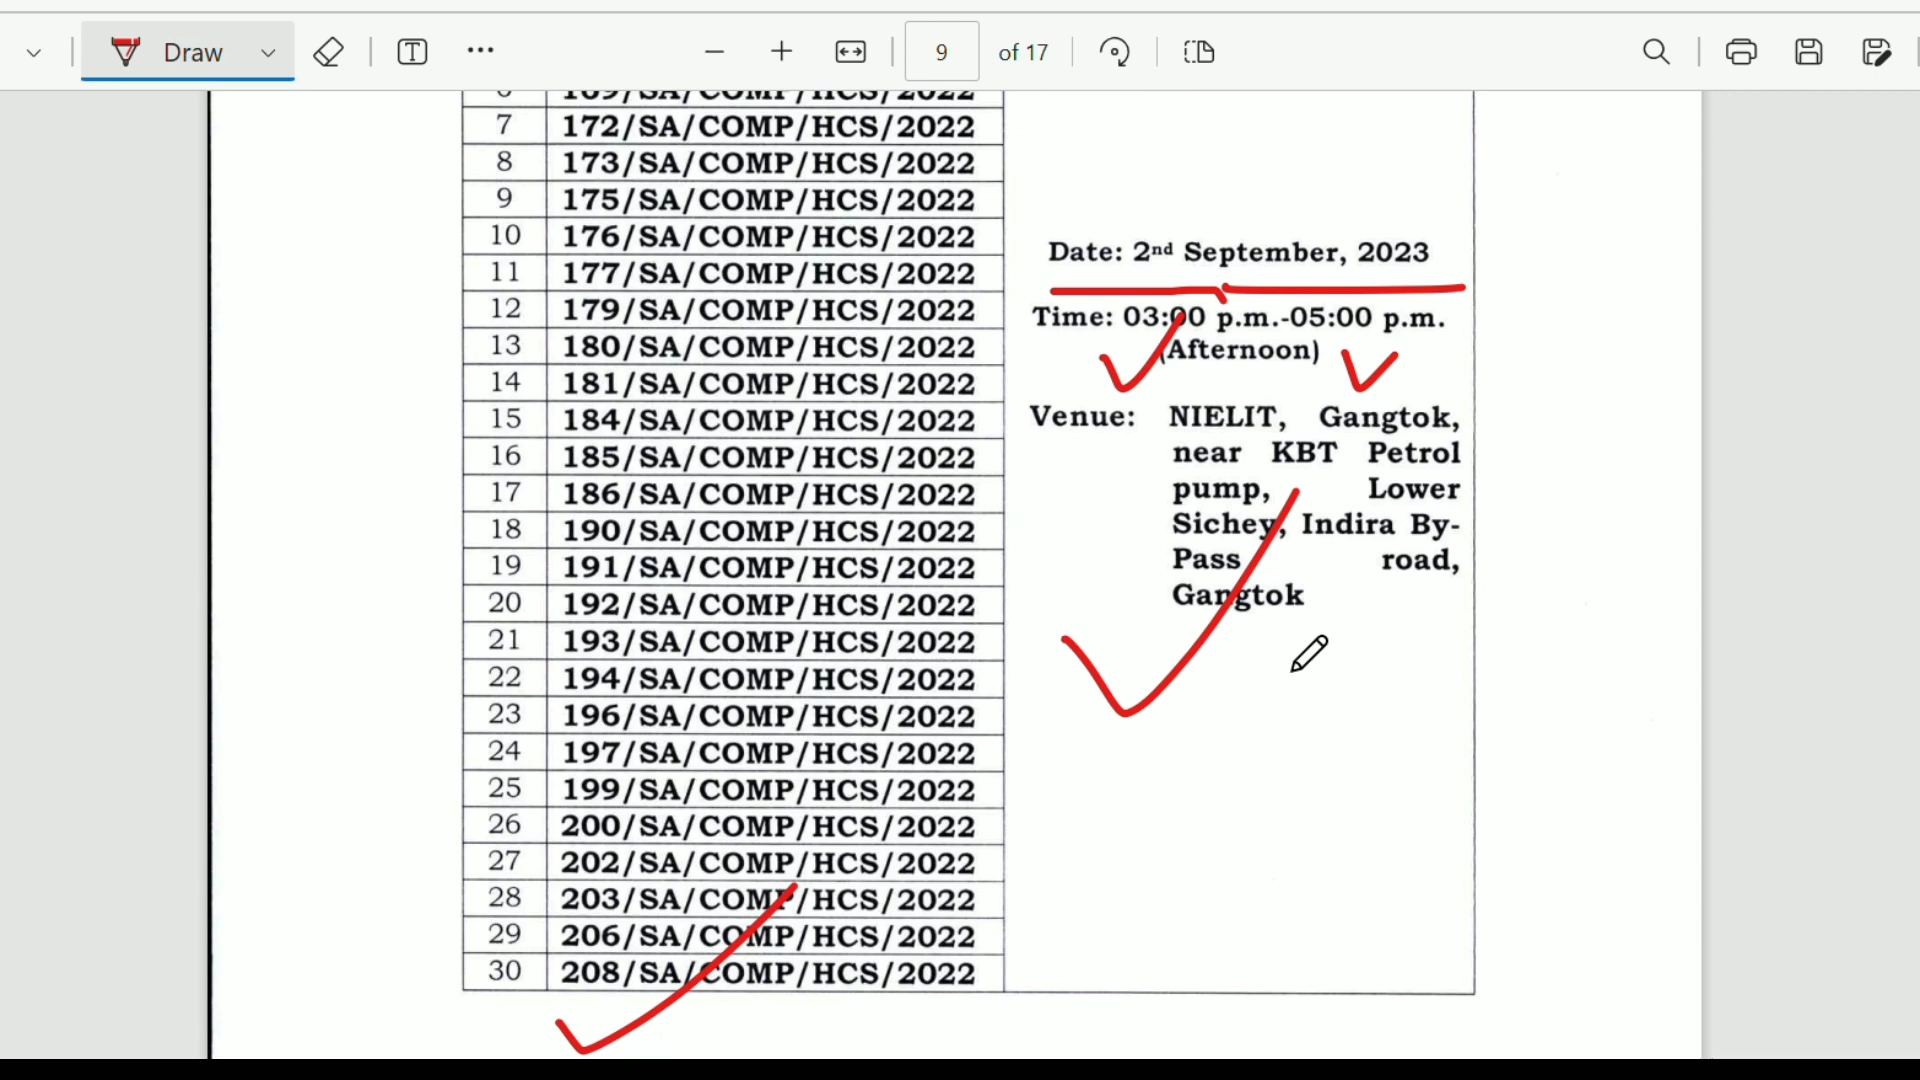 Draw
9 of 17
6 169/SA/COMP/HCS/2022
7 172/SA/COMP/HCS/2022
8 173/SA/COMP/HCS/2022
9 175/SA/COMP/HCS/2022
10 176/SA/COMP/HCS/2022
11 177/SA/COMP/HCS/2022
12 179/SA/COMP/HCS/2022
13 180/SA/COMP/HCS/2022
14 181/SA/COMP/HCS/2022
15 184/SA/COMP/HCS/2022
16 185/SA/COMP/HCS/2022
17 186/SA/COMP/HCS/2022
18 190/SA/COMP/HCS/2022
19 191/SA/COMP/HCS/2022
20 192/SA/COMP/HCS/2022
21 193/SA/COMP/HCS/2022
22 194/SA/COMP/HCS/2022
23 196/SA/COMP/HCS/2022
24 197/SA/COMP/HCS/2022
25 199/SA/COMP/HCS/2022
26 200/SA/COMP/HCS/2022
27 202/SA/COMP/HCS/2022
28 203/SA/COMP/HCS/2022
29 206/SA/COMP/HCS/2022
30 208/SA/COMP/HCS/2022
Date: 2nd September, 2023
Time: 03:00 p.m.-05:00 p.m.
(Afternoon)
Venue: NIELIT, Gangtok,
near KBT Petrol
pump, Lower
Sichey, Indira By-
Pass road,
Gangtok